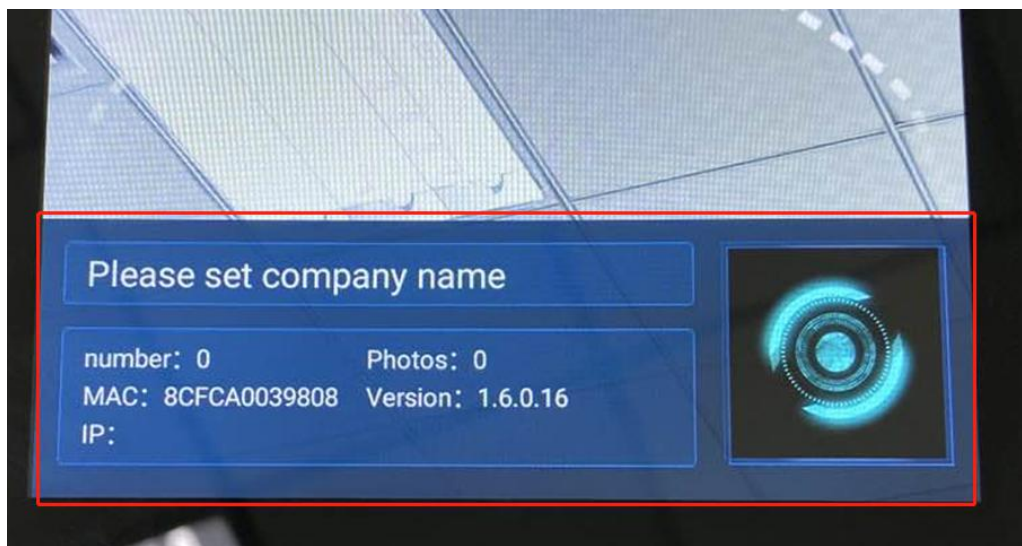 Please set company name
number：0 Photos：0
MAC：8CFCA0039808 Version：1.6.0.16
IP：